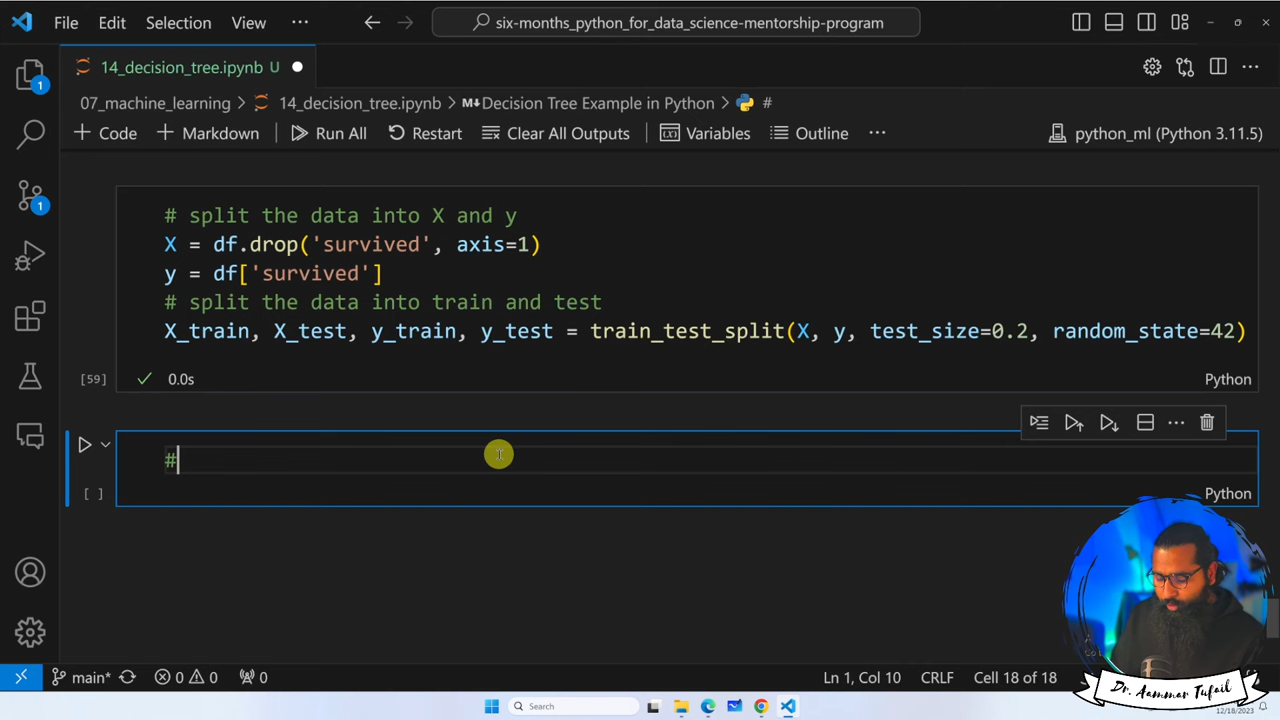 File Edit Selection View ··· six-months_python_for_data_science-mentorship-program
14_decision_tree.ipynb U
07_machine_learning > 14_decision_tree.ipynb > M↓Decision Tree Example in Python > #
+ Code + Markdown Run All Restart Clear All Outputs Variables Outline ··· python_ml (Python 3.11.5)
1
1
# split the data into X and y
X = df.drop('survived', axis=1)
y = df['survived']
# split the data into train and test
X_train, X_test, y_train, y_test = train_test_split(X, y, test_size=0.2, random_state=42)
[59] 0.0s Python
#
[ ] Python
main* 0 0 0 Ln 1, Col 10 CRLF Cell 18 of 18
Dr. Aammar Tufail
Search
12/18/2023